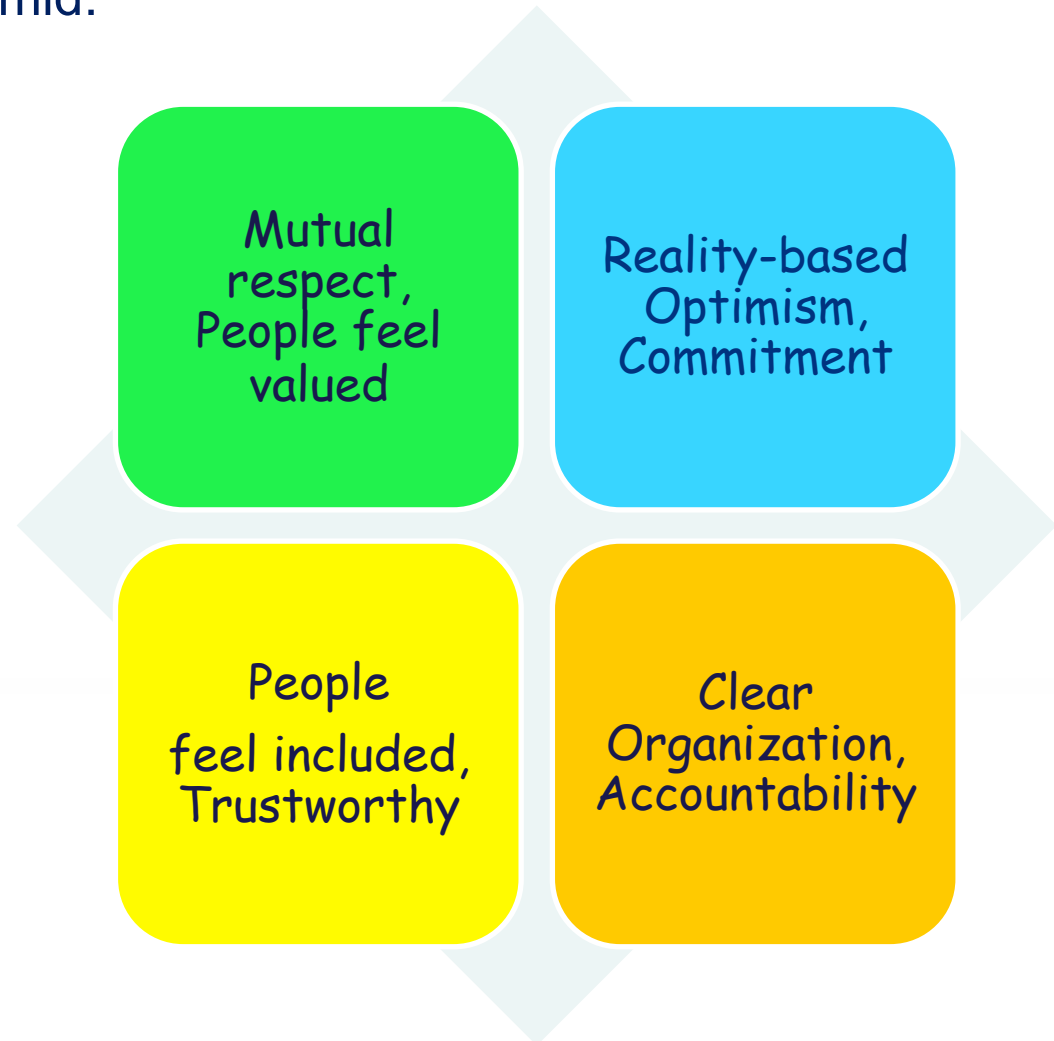 Mutual
respect,
People feel
valued
Reality-based
Optimism,
Commitment
People
feel included,
Trustworthy
Clear
Organization,
Accountability